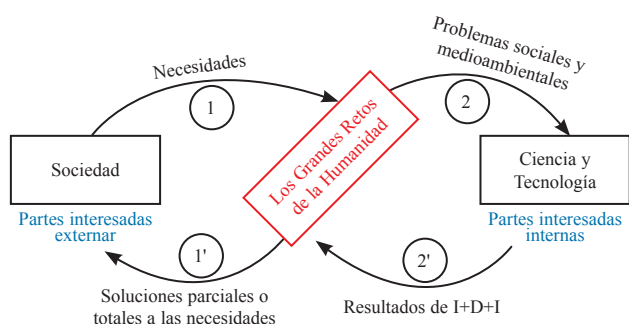 Necesidades
1
Problemas sociales y
medioambientales
2
Sociedad
Partes interesadas
externar
Los Grandes Retos
de la Humanidad
Ciencia y
Tecnología
Partes interesadas
internas
1'
Soluciones parciales o
totales a las necesidades
2'
Resultados de I+D+I